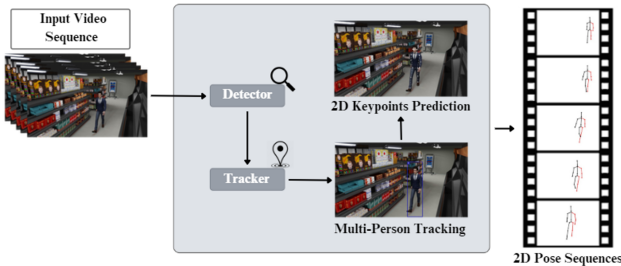 Input Video
Sequence
Detector
2D Keypoints Prediction
Tracker
Multi-Person Tracking
2D Pose Sequences